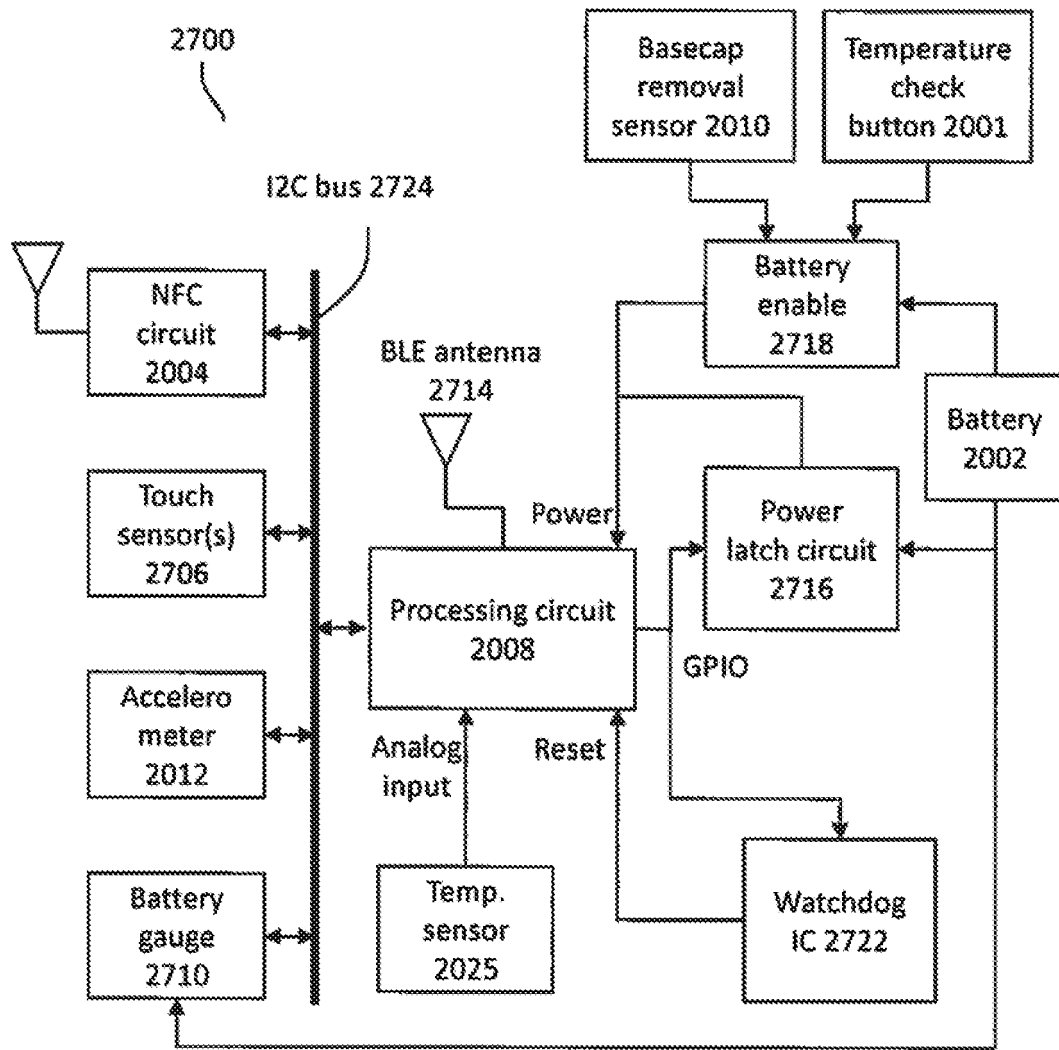 2700
Basecap
removal
sensor 2010
Temperature
check
button 2001
I2C bus 2724
NFC
circuit
2004
BLE antenna
2714
Battery
enable
2718
Battery
2002
Touch
sensor(s)
2706
Power
Power
latch circuit
2716
Processing circuit
2008
GPIO
Accelero
meter
2012
Analog
input
Reset
Battery
gauge
2710
Temp.
sensor
2025
Watchdog
IC 2722